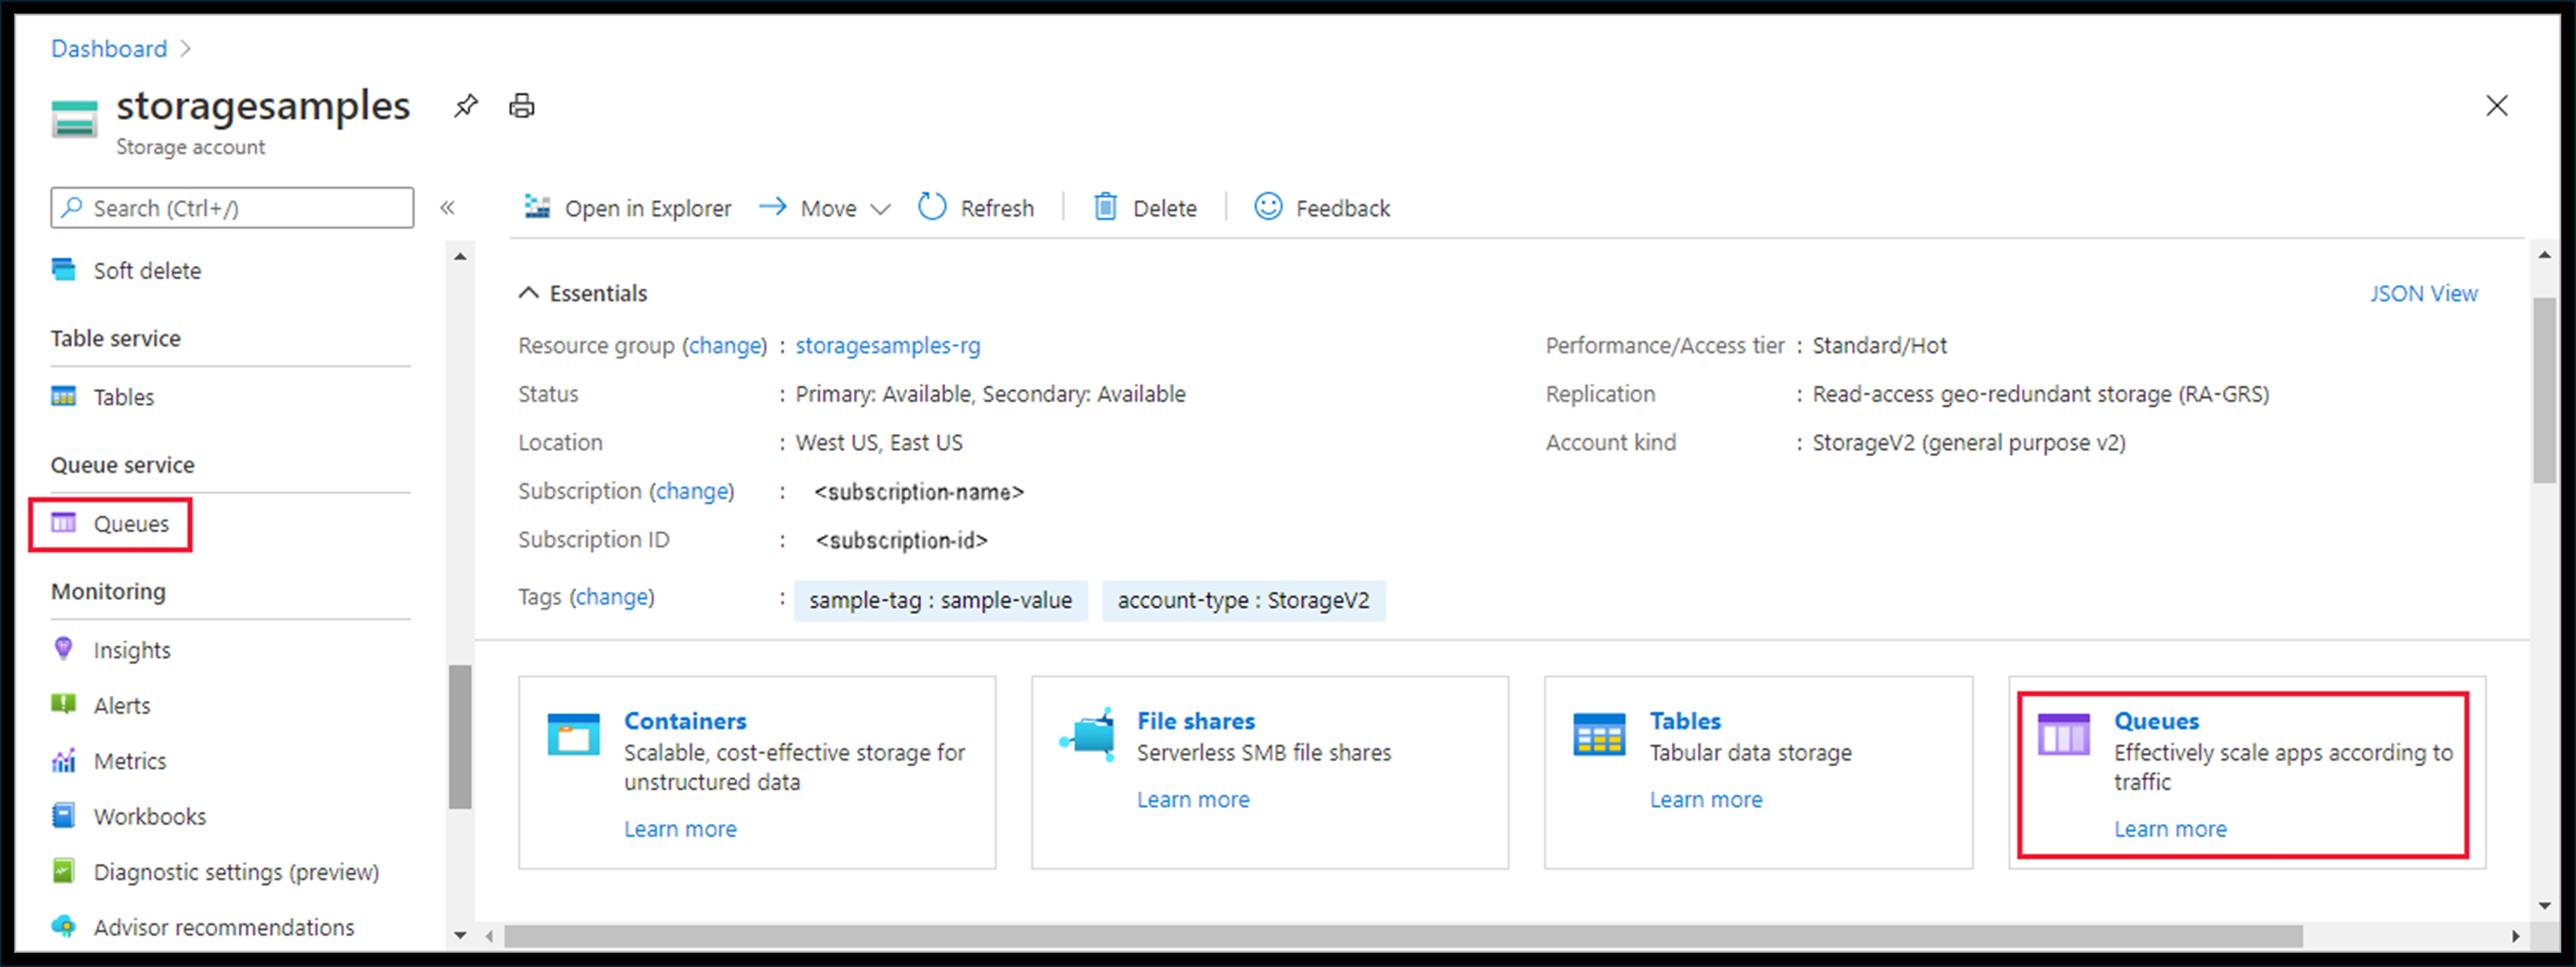 Dashboard
storagesamples
Storage account
Search (Ctrl+/)
Soft delete
Table service
Tables
Queue service
Queues
Monitoring
Insights
Alerts
Metrics
Workbooks
Diagnostic settings (preview)
Advisor recommendations
Open in Explorer Move Refresh Delete Feedback
Essentials
JSON View
Resource group (change) : storagesamples-rg
Status : Primary: Available, Secondary: Available
Location : West US, East US
Subscription (change) : <subscription-name>
Subscription ID : <subscription-id>
Tags (change) : sample-tag : sample-value account-type : StorageV2
Performance/Access tier : Standard/Hot
Replication : Read-access geo-redundant storage (RA-GRS)
Account kind : StorageV2 (general purpose v2)
Containers
Scalable, cost-effective storage for
unstructured data
Learn more
File shares
Serverless SMB file shares
Learn more
Tables
Tabular data storage
Learn more
Queues
Effectively scale apps according to
traffic
Learn more